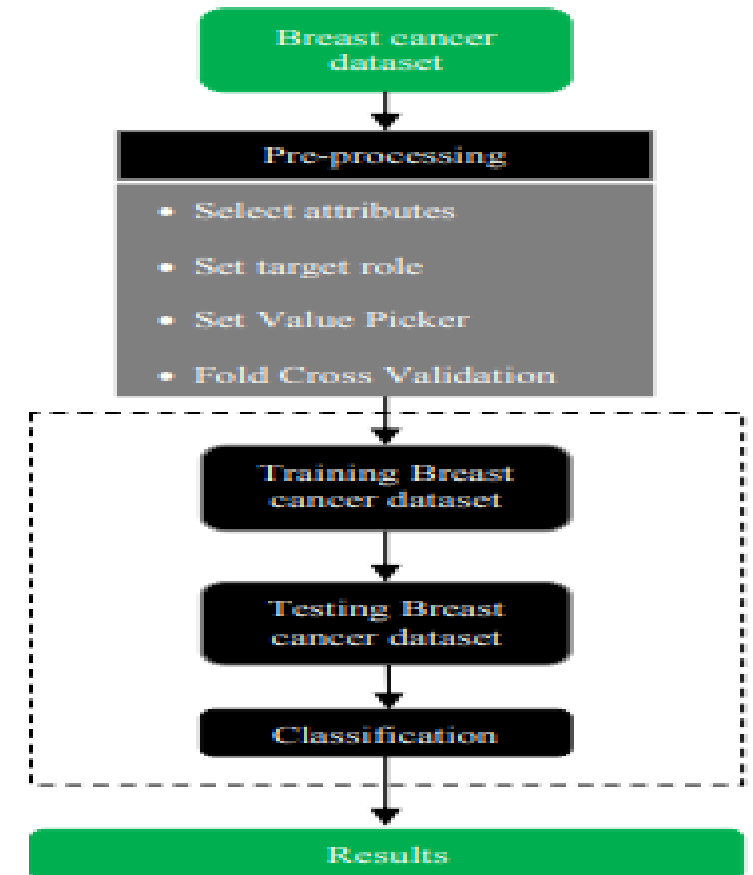 Breast cancer
dataset
Pre-processing
• Select attributes
• Set target role
• Set Value Picker
• Fold Cross Validation
Training Breast
cancer dataset
Testing Breast
cancer dataset
Classification
Results